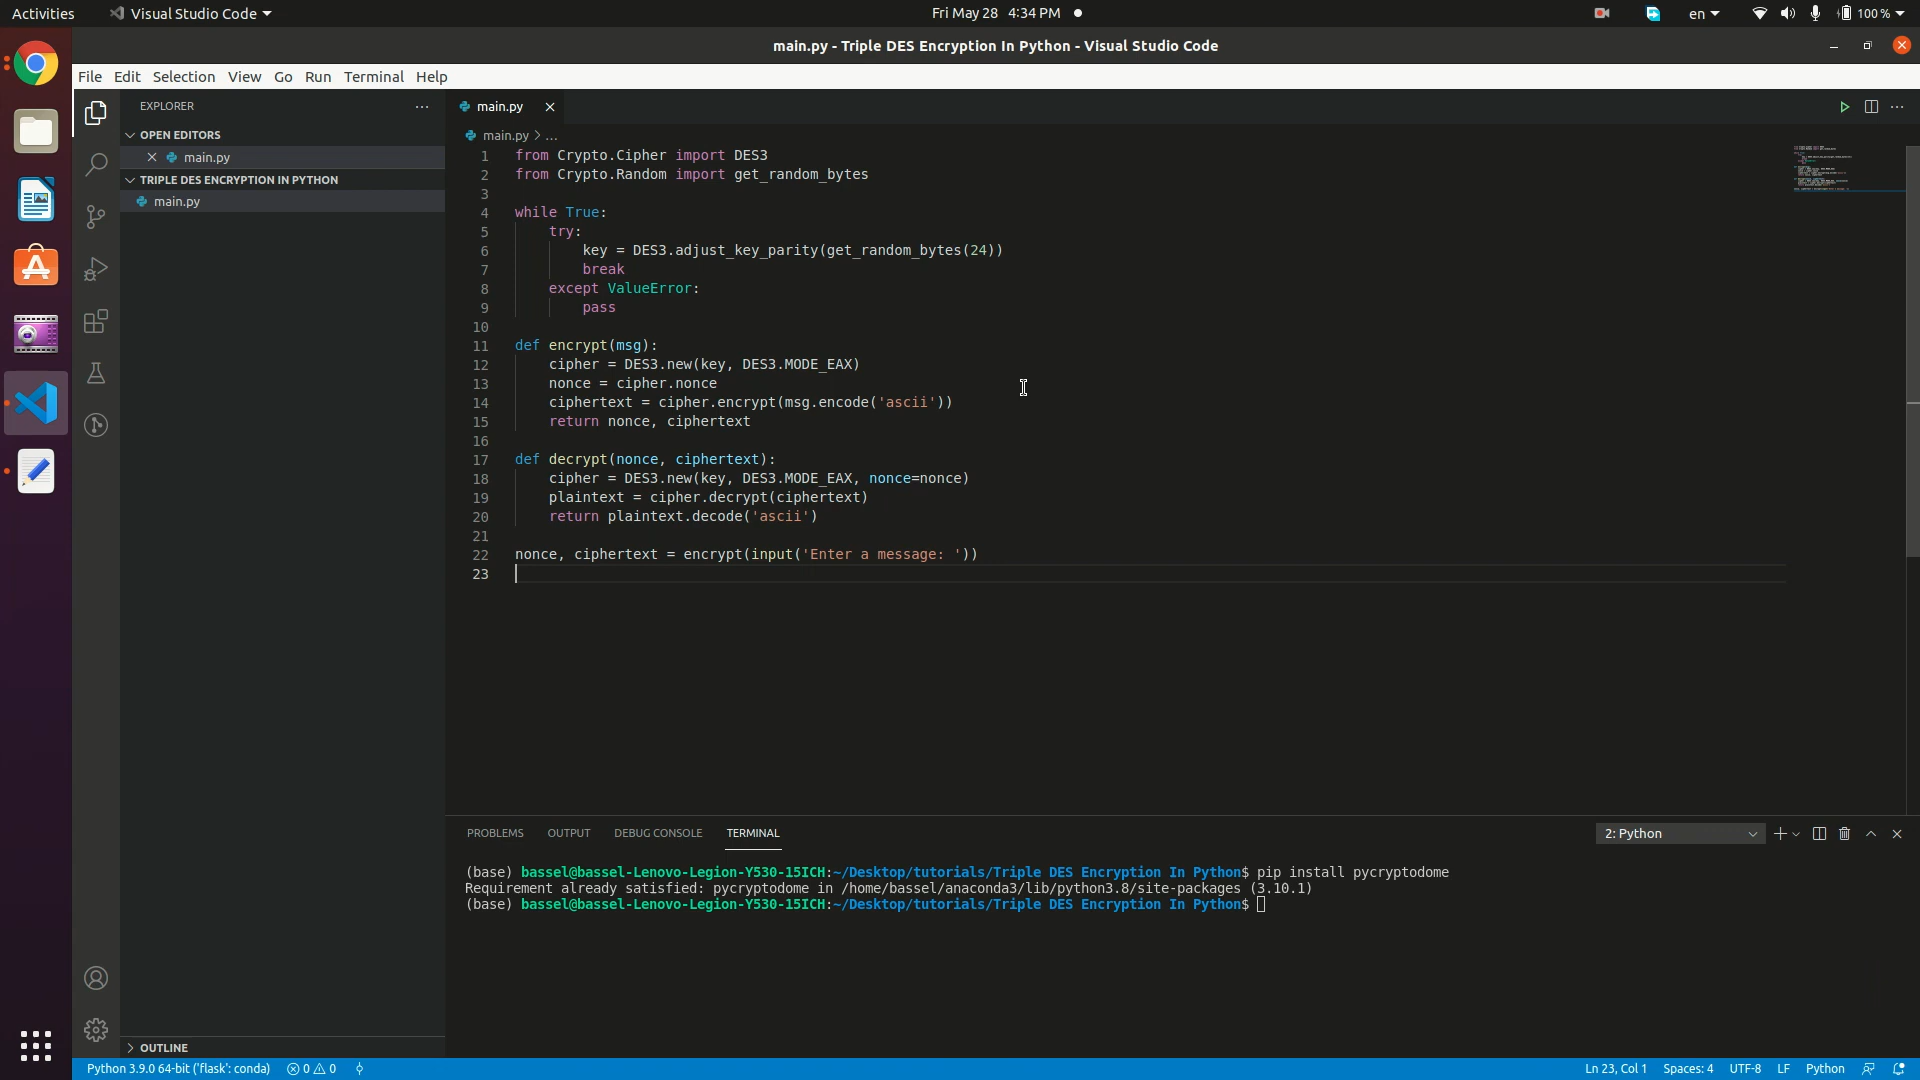 Activities Visual Studio Code Fri May 28 4:34 PM en 100 %
main.py - Triple DES Encryption In Python - Visual Studio Code
File Edit Selection View Go Run Terminal Help
EXPLORER
OPEN EDITORS
main.py
TRIPLE DES ENCRYPTION IN PYTHON
main.py
OUTLINE
main.py
main.py > ...
1 from Crypto.Cipher import DES3
2 from Crypto.Random import get_random_bytes
3
4 while True:
5 try:
6 key = DES3.adjust_key_parity(get_random_bytes(24))
7 break
8 except ValueError:
9 pass
10
11 def encrypt(msg):
12 cipher = DES3.new(key, DES3.MODE_EAX)
13 nonce = cipher.nonce
14 ciphertext = cipher.encrypt(msg.encode('ascii'))
15 return nonce, ciphertext
16
17 def decrypt(nonce, ciphertext):
18 cipher = DES3.new(key, DES3.MODE_EAX, nonce=nonce)
19 plaintext = cipher.decrypt(ciphertext)
20 return plaintext.decode('ascii')
21
22 nonce, ciphertext = encrypt(input('Enter a message: '))
23
PROBLEMS OUTPUT DEBUG CONSOLE TERMINAL 2: Python
(base) bassel@bassel-Lenovo-Legion-Y530-15ICH:~/Desktop/tutorials/Triple DES Encryption In Python$ pip install pycryptodome
Requirement already satisfied: pycryptodome in /home/bassel/anaconda3/lib/python3.8/site-packages (3.10.1)
(base) bassel@bassel-Lenovo-Legion-Y530-15ICH:~/Desktop/tutorials/Triple DES Encryption In Python$
Python 3.9.0 64-bit ('flask': conda) 0 0 Ln 23, Col 1 Spaces: 4 UTF-8 LF Python